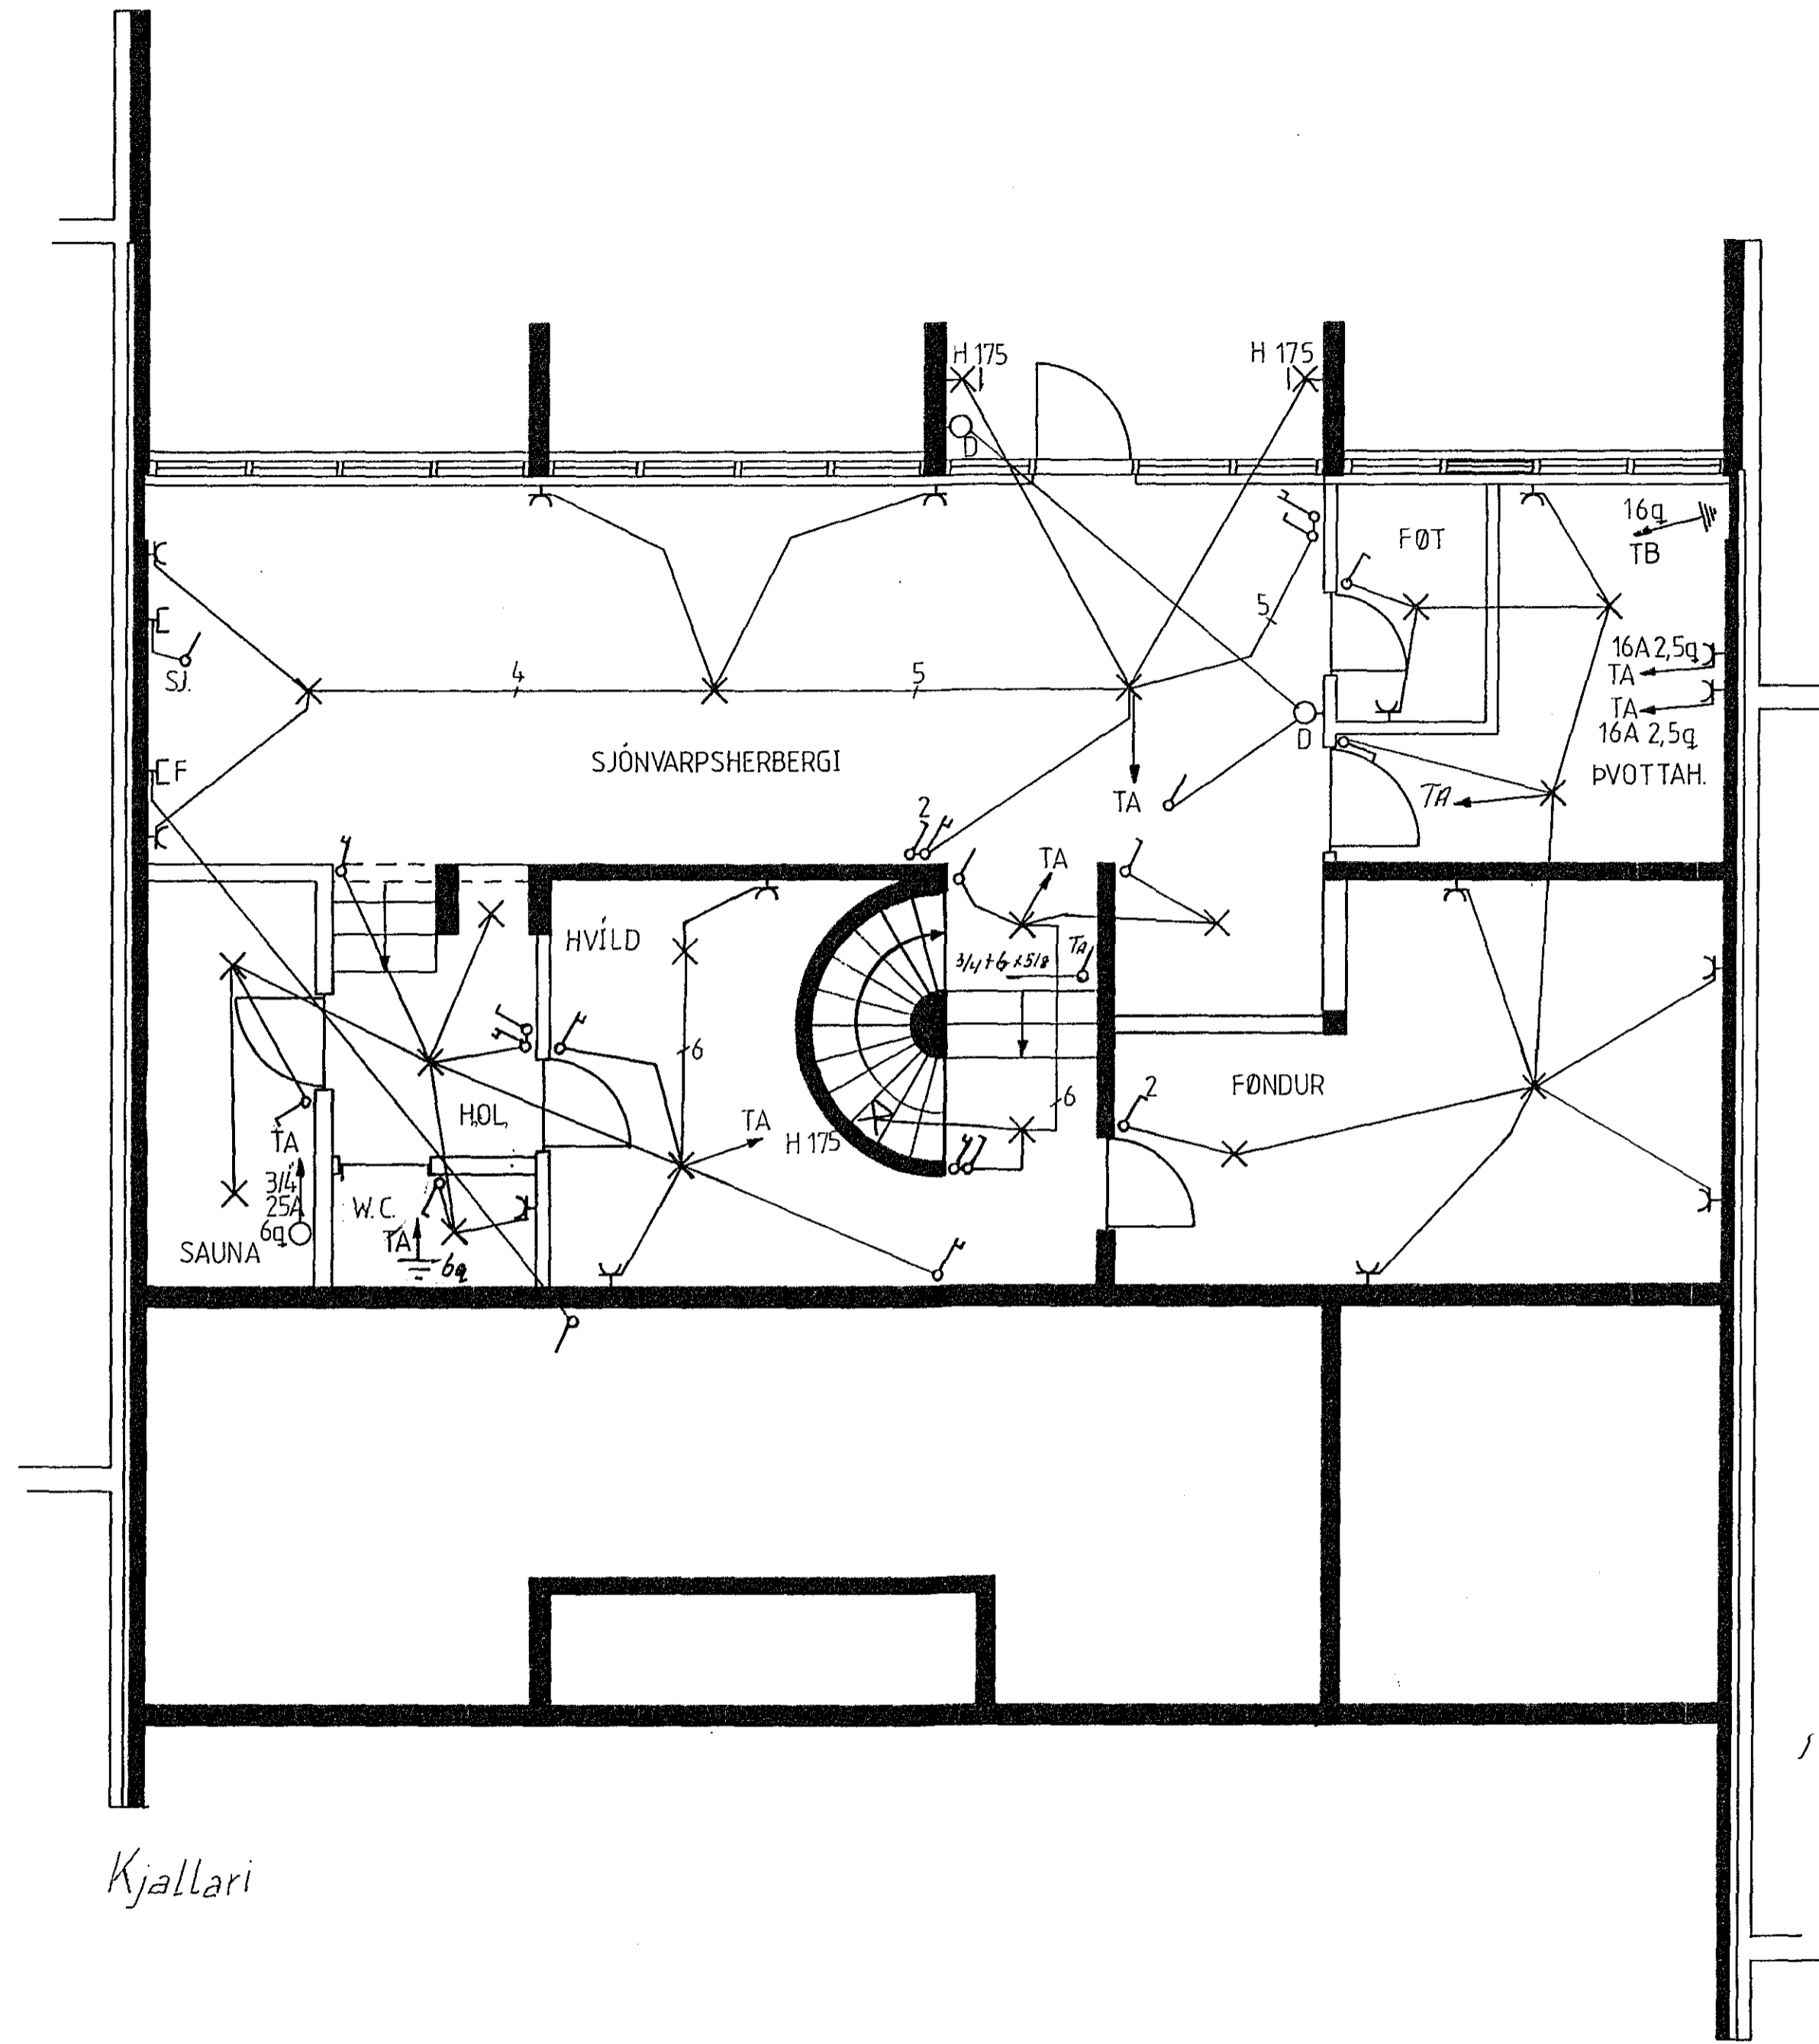 H 175
H 175
D
FØT
16q
TB
5
4
5
SJ.
16A 2,5q
TA
TA
16A 2,5q
ÞVOTTAH.
SJÓNVARPSHERBERGI
F
D
TA
TA
2
TA
HVÍLD
TA
3/4 + 6 x 5/8
6
HOL
TA
H 175
6
FØNDUR
2
TA
3/4
25A
6q
W.C.
TA
6q
SAUNA
Kjallari